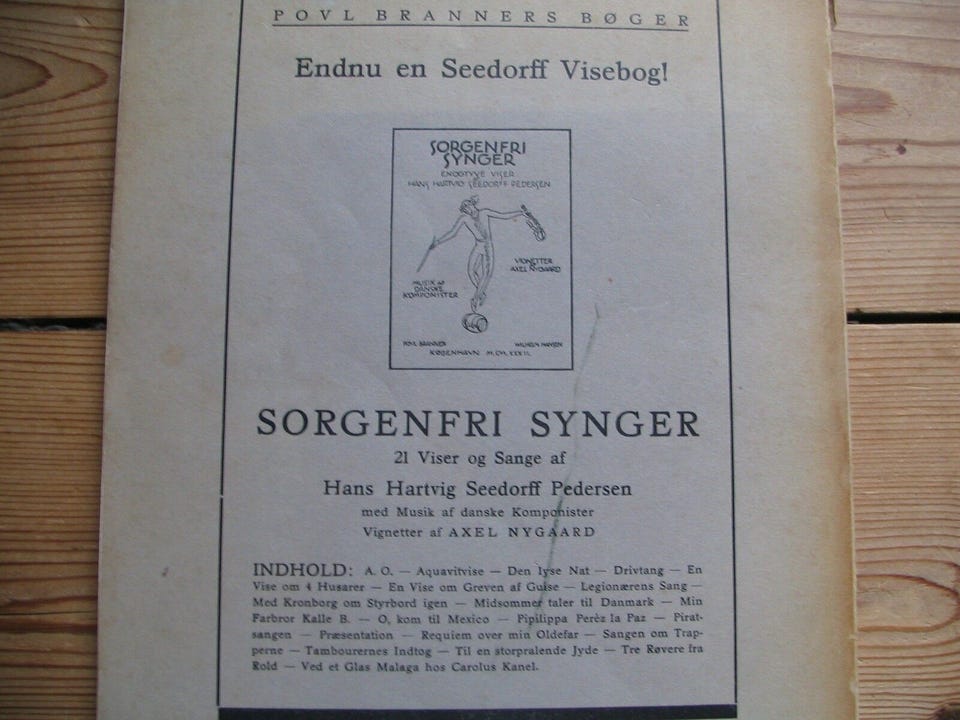 POVL BRANNERS BØGER
Endnu en Seedorff Visebog!
SORGENFRI
SYNGER
ENOGTYVE VISER
AF
HANS HARTVIG SEEDORFF PEDERSEN
VIGNETTER
AF
AXEL NYGAARD
MUSIK AF
DANSKE
KOMPONISTER
POVL BRANNER WILHELM HANSEN
KØBENHAVN
SORGENFRI SYNGER
21 Viser og Sange af
Hans Hartvig Seedorff Pedersen
med Musik af danske Komponister
Vignetter af AXEL NYGAARD
INDHOLD: A. O. — Aquavitvise — Den lyse Nat — Drivtang — En
Vise om 4 Husarer — En Vise om Greven af Guise — Legionærens Sang —
Med Kronborg om Styrbord igen — Midsommer taler til Danmark — Min
Farbror Kalle B. — O, kom til Mexico — Pipilippa Perèz la Paz — Pirat-
sangen — Præsentation — Requiem over min Oldefar — Sangen om Trap-
perne — Tambourernes Indtog — Til en storpralende Jyde — Tre Røvere fra
Rold — Ved et Glas Malaga hos Carolus Kanel.